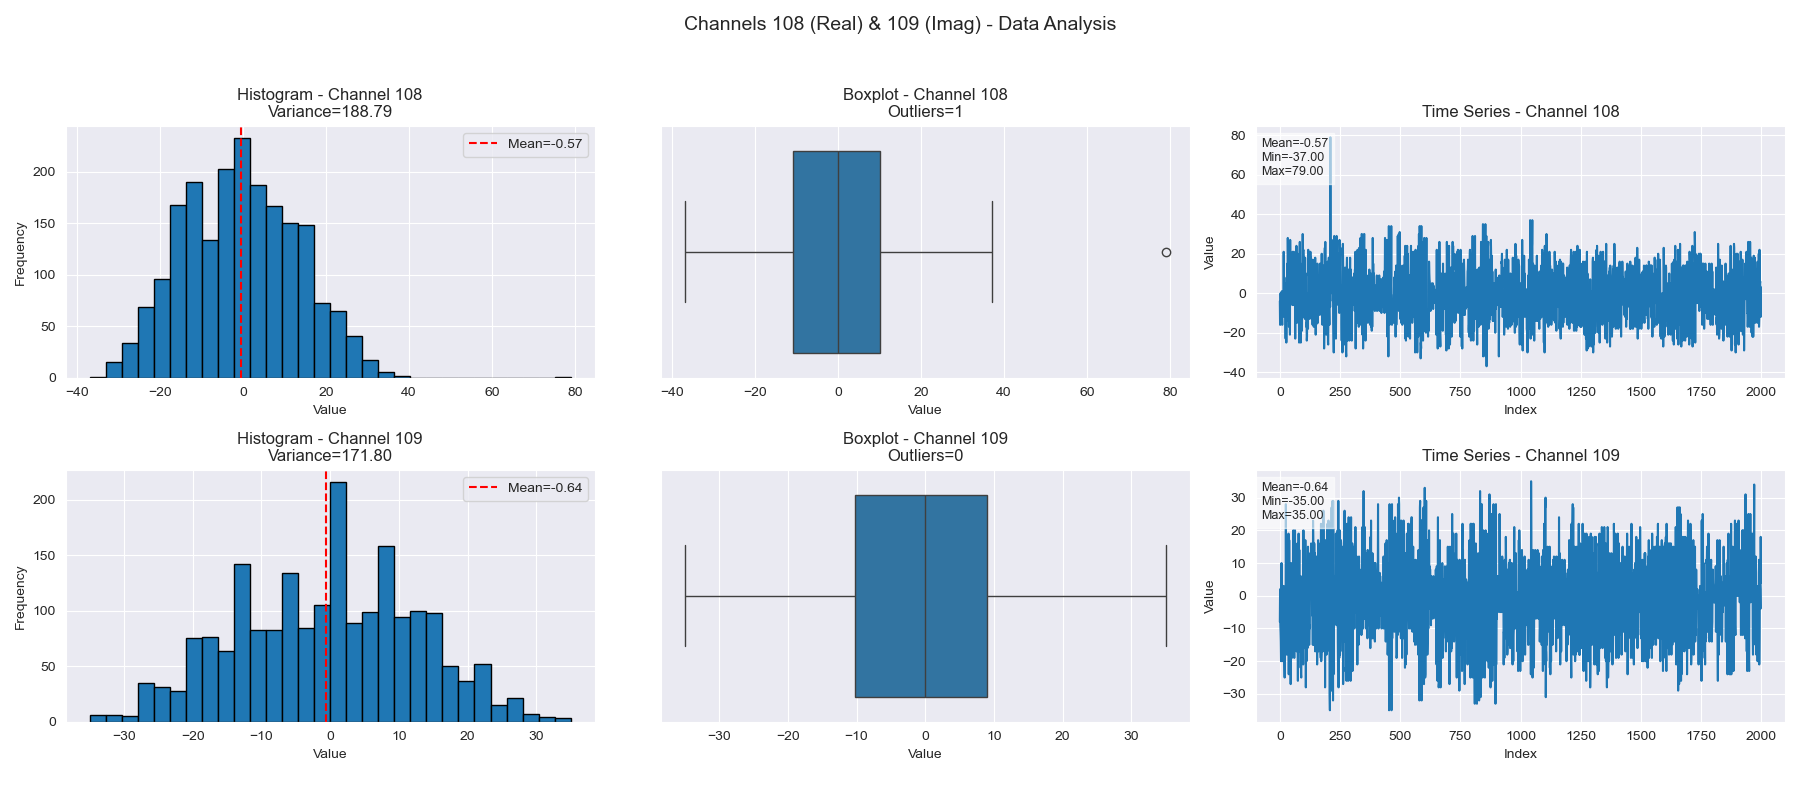 Channels 108 (Real) & 109 (Imag) - Data Analysis
Histogram - Channel 108
Variance=188.79
Mean=-0.57
Frequency
200
150
100
50
0
−40 −20 0 20 40 60 80
Value
Boxplot - Channel 108
Outliers=1
−40 −20 0 20 40 60 80
Value
Time Series - Channel 108
Mean=-0.57
Min=-37.00
Max=79.00
Value
80
60
40
20
0
−20
−40
0 250 500 750 1000 1250 1500 1750 2000
Index
Histogram - Channel 109
Variance=171.80
Mean=-0.64
Frequency
200
150
100
50
0
−30 −20 −10 0 10 20 30
Value
Boxplot - Channel 109
Outliers=0
−30 −20 −10 0 10 20 30
Value
Time Series - Channel 109
Mean=-0.64
Min=-35.00
Max=35.00
Value
30
20
10
0
−10
−20
−30
0 250 500 750 1000 1250 1500 1750 2000
Index